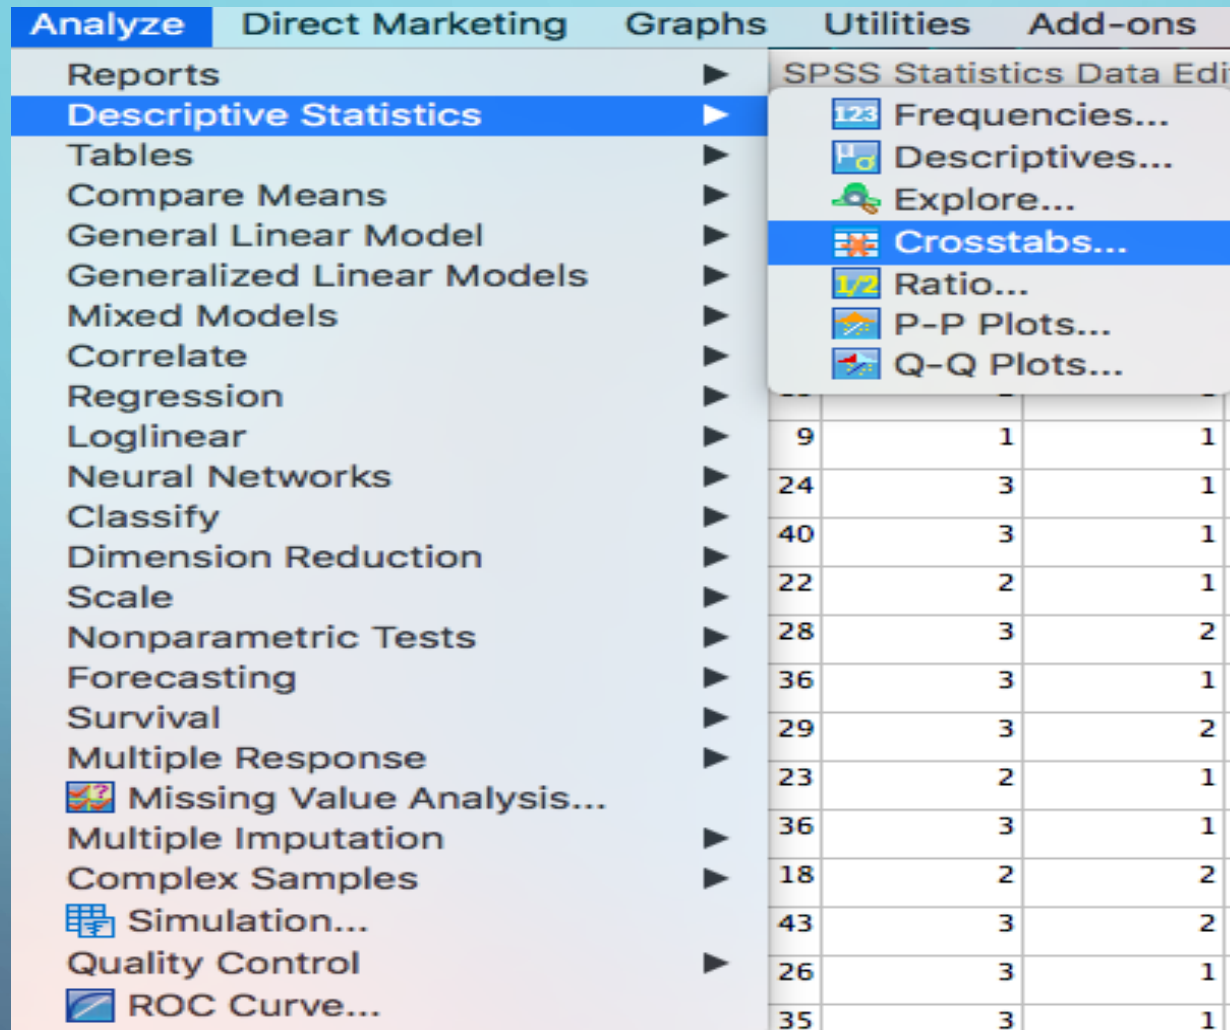 Analyze Direct Marketing Graphs Utilities Add-ons
Reports
SPSS Statistics Data Edi
Descriptive Statistics
Tables
Compare Means
General Linear Model
Generalized Linear Models
Mixed Models
Correlate
Regression
Loglinear
Neural Networks
Classify
Dimension Reduction
Scale
Nonparametric Tests
Forecasting
Survival
Multiple Response
Missing Value Analysis...
Multiple Imputation
Complex Samples
Simulation...
Quality Control
ROC Curve...
123 Frequencies...
μσ Descriptives...
Explore...
Crosstabs...
1/2 Ratio...
P-P Plots...
Q-Q Plots...
9 1 1
24 3 1
40 3 1
22 2 1
28 3 2
36 3 1
29 3 2
23 2 1
36 3 1
18 2 2
43 3 2
26 3 1
35 3 1